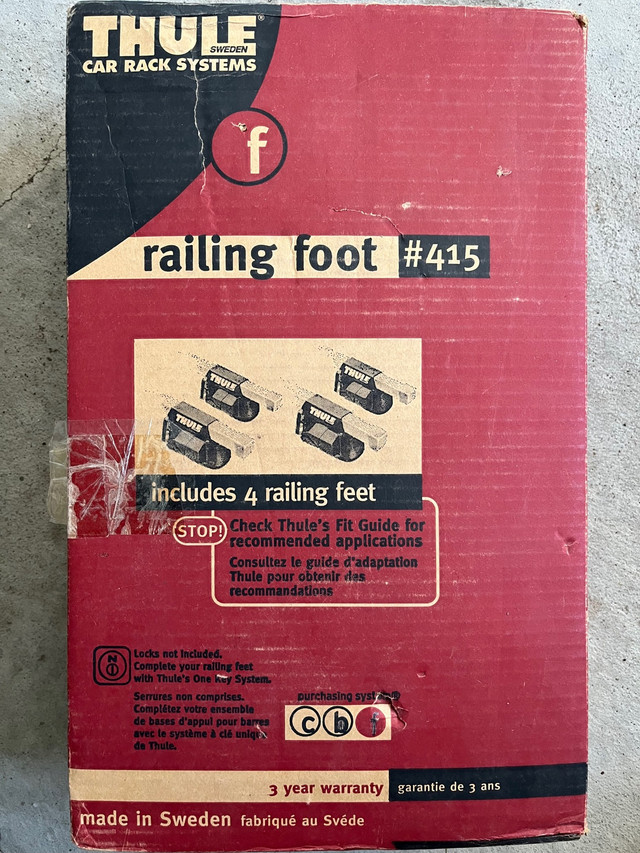 THULE®
SWEDEN
CAR RACK SYSTEMS
f
railing foot #415
THULE THULE
THULE THULE
includes 4 railing feet
STOP! Check Thule's Fit Guide for
recommended applications
Consultez le guide d'adaptation
Thule pour obtenir des
recommandations
N
Locks not included.
Complete your railing feet
with Thule's One Key System.
Serrures non comprises.
Complétez votre ensemble
de bases d'appui pour barres
avec le système à clé unique
de Thule.
purchasing system®
c b f
3 year warranty garantie de 3 ans
made in Sweden fabriqué au Svéde